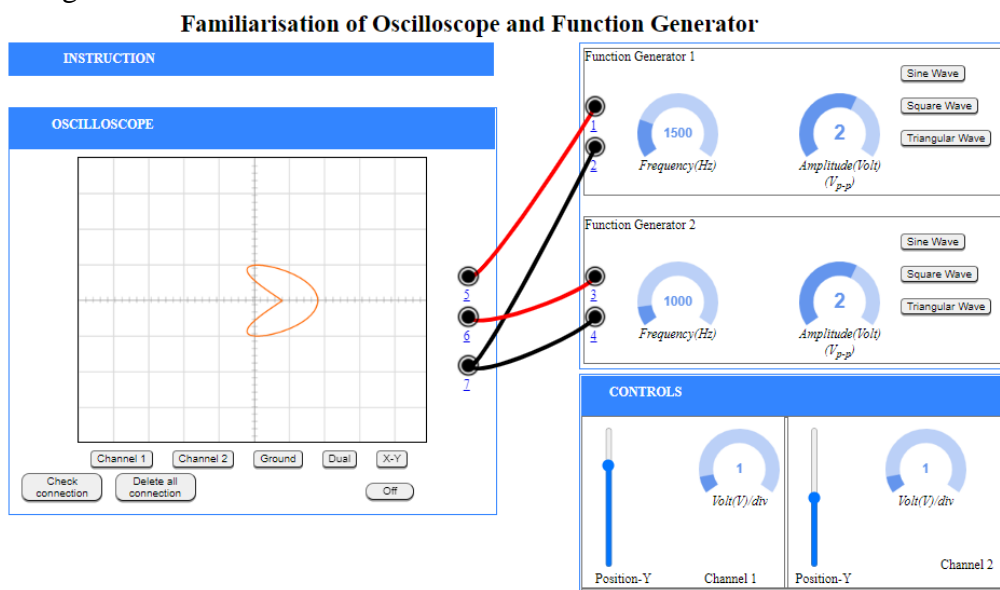 Familiarisation of Oscilloscope and Function Generator
INSTRUCTION
OSCILLOSCOPE
Channel 1
Channel 2
Ground
Dual
X-Y
Check
connection
Delete all
connection
Off
5
6
7
Function Generator 1
1
2
1500
Frequency(Hz)
2
Amplitude(Volt)
(Vp-p)
Sine Wave
Square Wave
Triangular Wave
Function Generator 2
3
4
1000
Frequency(Hz)
2
Amplitude(Volt)
(Vp-p)
Sine Wave
Square Wave
Triangular Wave
CONTROLS
1
Volt(V)/div
Position-Y
Channel 1
1
Volt(V)/div
Position-Y
Channel 2